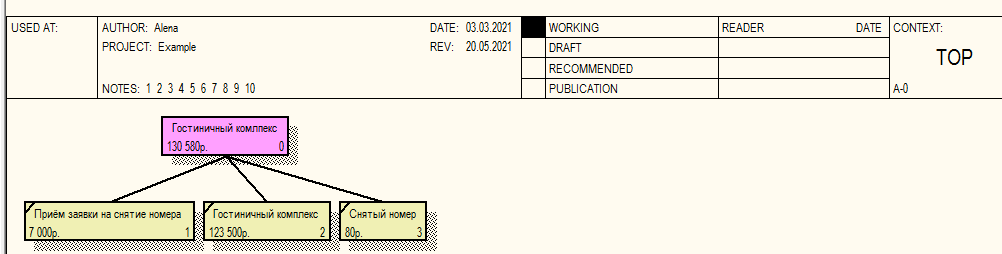 USED AT: AUTHOR: Alena DATE: 03.03.2021 WORKING READER DATE CONTEXT:
PROJECT: Example REV: 20.05.2021 DRAFT
TOP
RECOMMENDED
NOTES: 1 2 3 4 5 6 7 8 9 10 PUBLICATION A-0
Гостиничный комлпекс
130 580р. 0
Приём заявки на снятие номера
7 000р. 1
Гостиничный комплекс
123 500р. 2
Снятый номер
80р. 3